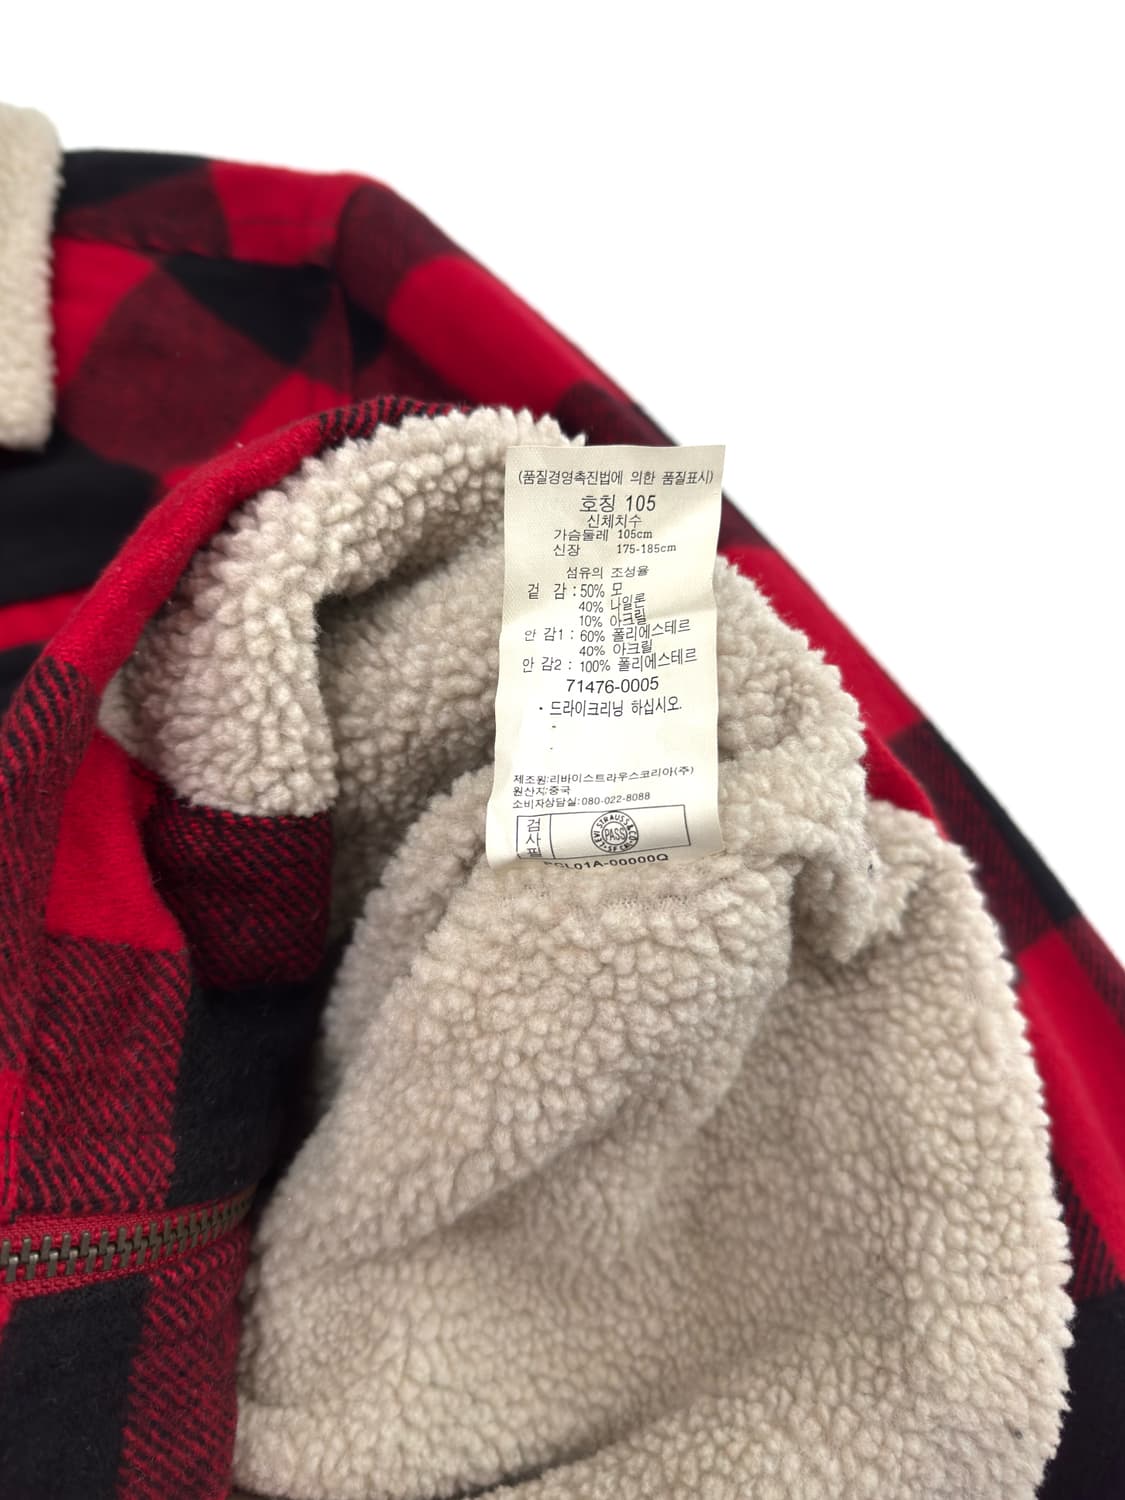 (품질경영촉진법에 의한 품질표시)
호칭 105
신체치수
가슴둘레 105cm
신장 175-185cm
섬유의 조성율
겉 감 : 50% 모
40% 나일론
10% 아크릴
안 감1 : 60% 폴리에스테르
40% 아크릴
안 감2 : 100% 폴리에스테르
71476-0005
· 드라이크리닝 하십시오.
제조원:리바이스트라우스코리아(주)
원산지:중국
소비자상담실:080-022-8088
검사필
LEVI STRAUSS & CO.
PASS